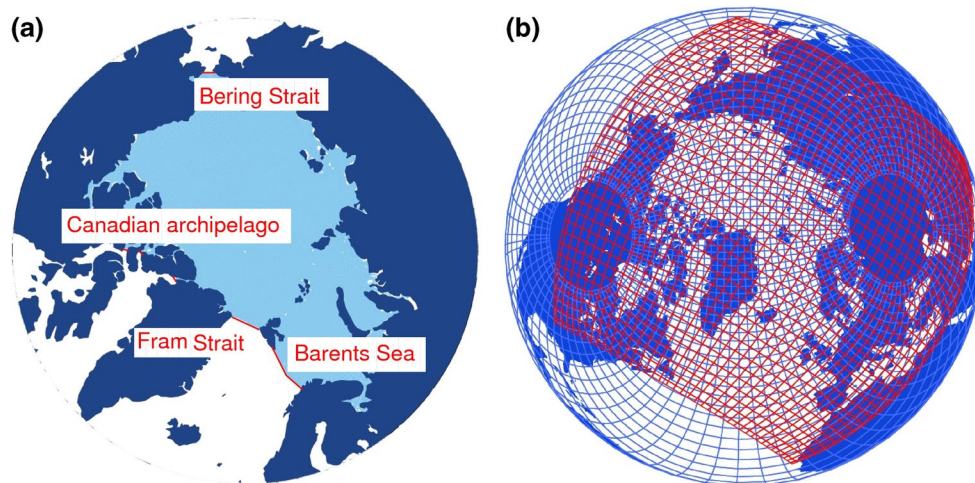 (a)
Bering Strait
Canadian archipelago
Fram Strait
Barents Sea
(b)